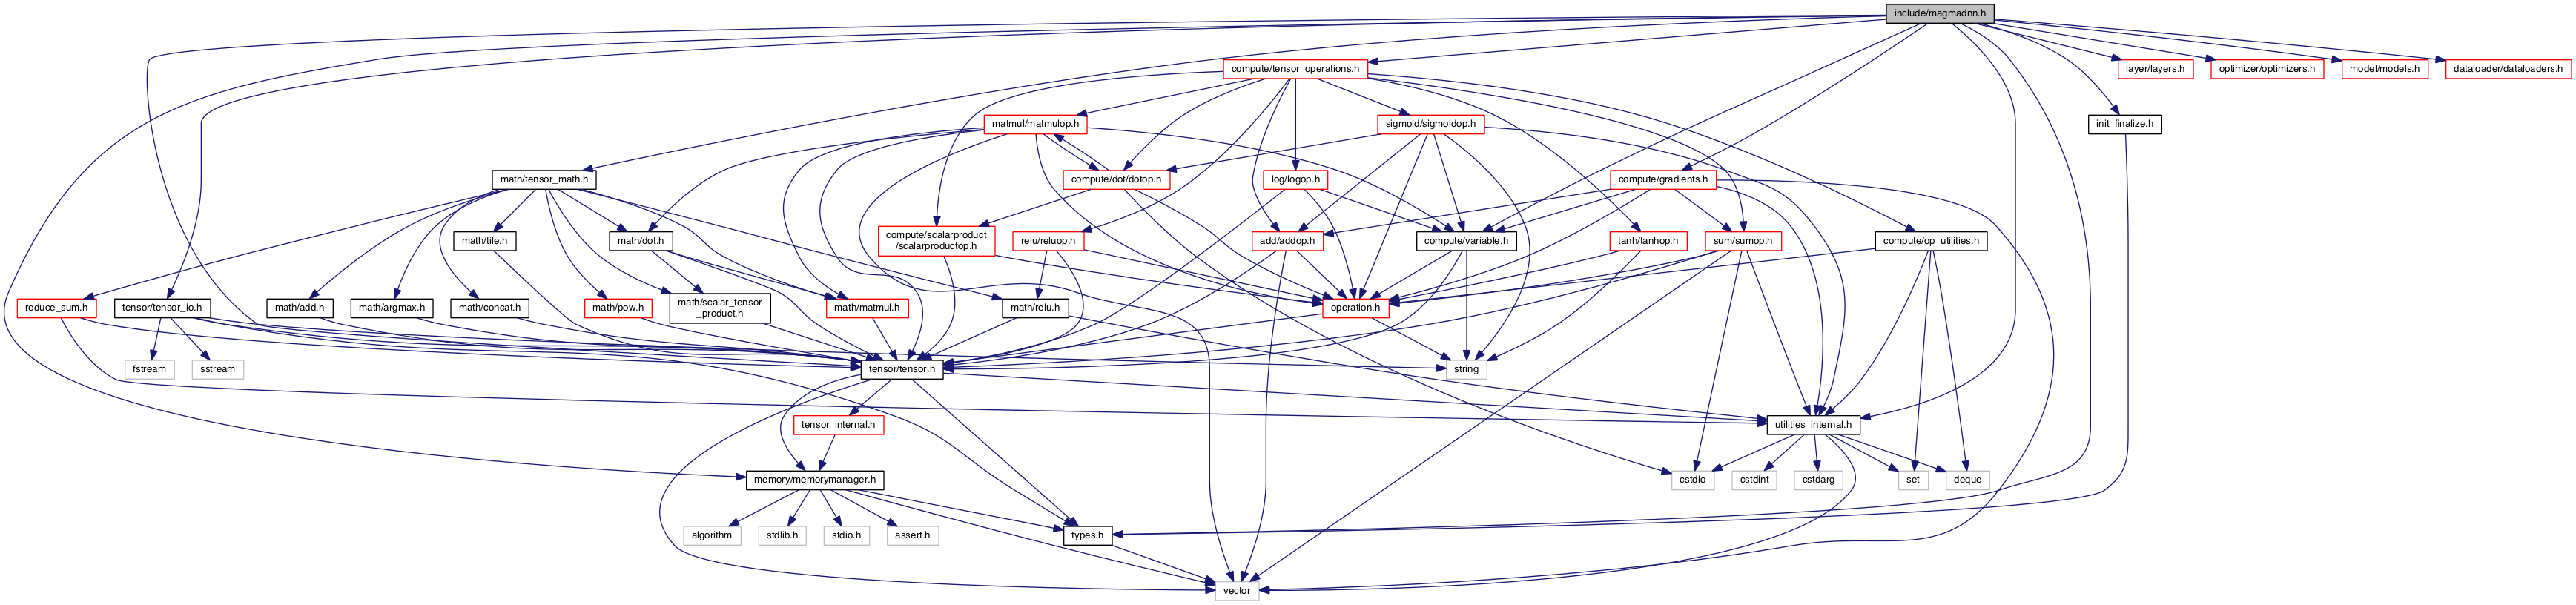 include/magmadnn.h
compute/tensor_operations.h
layer/layers.h
optimizer/optimizers.h
model/models.h
dataloader/dataloaders.h
matmul/matmulop.h
sigmoid/sigmoidop.h
init_finalize.h
math/tensor_math.h
compute/dot/dotop.h
log/logop.h
compute/gradients.h
math/tile.h
math/dot.h
compute/scalarproduct
/scalarproductop.h
relu/reluop.h
add/addop.h
compute/variable.h
tanh/tanhop.h
sum/sumop.h
compute/op_utilities.h
reduce_sum.h
tensor/tensor_io.h
math/add.h
math/argmax.h
math/concat.h
math/pow.h
math/scalar_tensor
_product.h
math/matmul.h
math/relu.h
operation.h
fstream
sstream
tensor/tensor.h
string
tensor_internal.h
utilities_internal.h
memory/memorymanager.h
cstdio
cstdint
cstdarg
set
deque
algorithm
stdlib.h
stdio.h
assert.h
types.h
vector